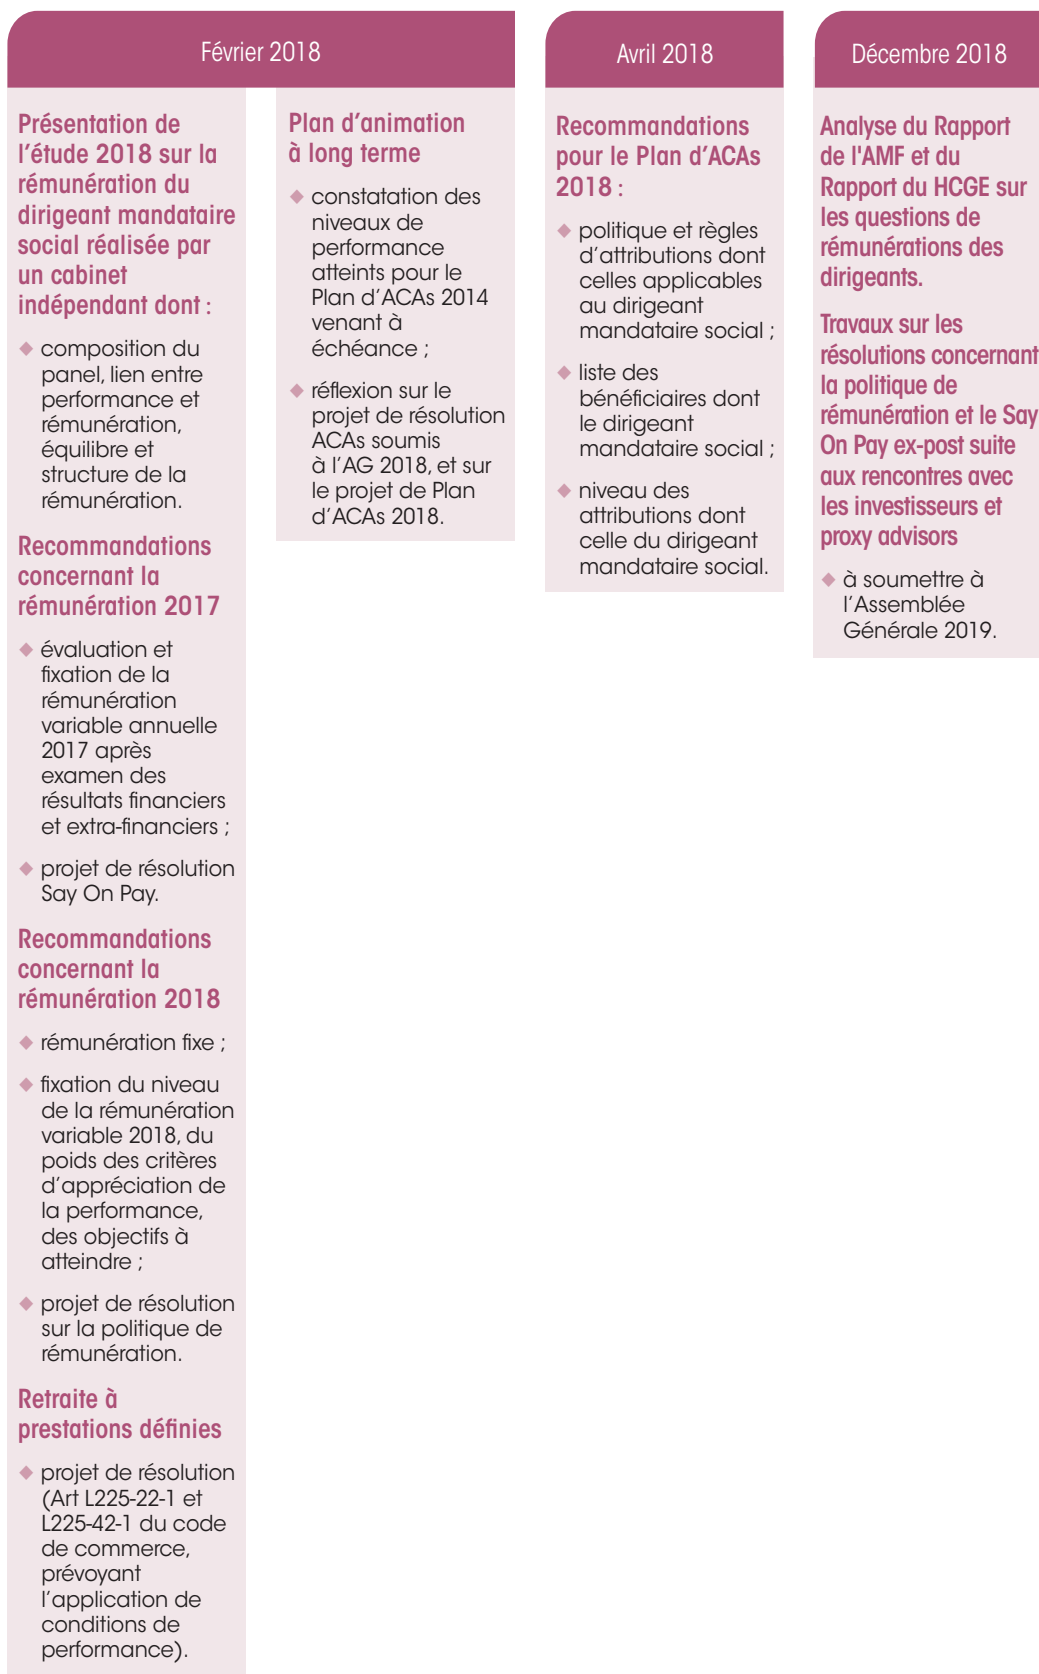 Février 2018
Présentation de
l’étude 2018 sur la
rémunération du
dirigeant mandataire
social réalisée par
un cabinet
indépendant dont :
◆ composition du
panel, lien entre
performance et
rémunération,
équilibre et
structure de la
rémunération.
Recommandations
concernant la
rémunération 2017
◆ évaluation et
fixation de la
rémunération
variable annuelle
2017 après
examen des
résultats financiers
et extra-financiers ;
◆ projet de résolution
Say On Pay.
Recommandations
concernant la
rémunération 2018
◆ rémunération fixe ;
◆ fixation du niveau
de la rémunération
variable 2018, du
poids des critères
d’appréciation de
la performance,
des objectifs à
atteindre ;
◆ projet de résolution
sur la politique de
rémunération.
Retraite à
prestations définies
◆ projet de résolution
(Art L225-22-1 et
L225-42-1 du code
de commerce,
prévoyant
l’application de
conditions de
performance).
Plan d’animation
à long terme
◆ constatation des
niveaux de
performance
atteints pour le
Plan d’ACAs 2014
venant à
échéance ;
◆ réflexion sur le
projet de résolution
ACAs soumis
à l’AG 2018, et sur
le projet de Plan
d’ACAs 2018.
Avril 2018
Recommandations
pour le Plan d’ACAs
2018 :
◆ politique et règles
d’attributions dont
celles applicables
au dirigeant
mandataire social ;
◆ liste des
bénéficiaires dont
le dirigeant
mandataire social ;
◆ niveau des
attributions dont
celle du dirigeant
mandataire social.
Décembre 2018
Analyse du Rapport
de l'AMF et du
Rapport du HCGE sur
les questions de
rémunérations des
dirigeants.
Travaux sur les
résolutions concernant
la politique de
rémunération et le Say
On Pay ex-post suite
aux rencontres avec
les investisseurs et
proxy advisors
◆ à soumettre à
l’Assemblée
Générale 2019.